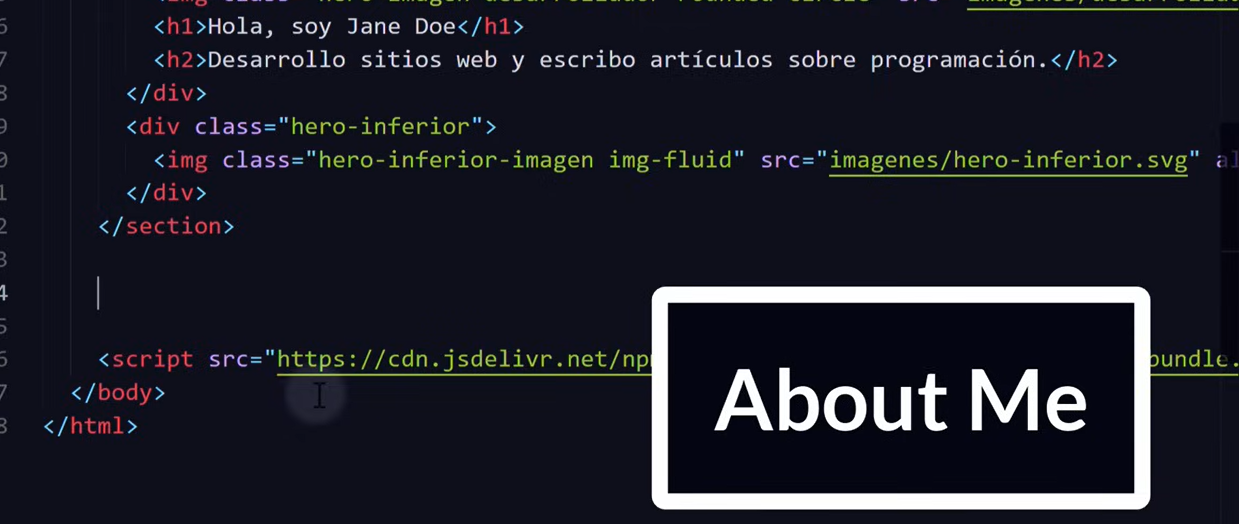 <h1>Hola, soy Jane Doe</h1>
<h2>Desarrollo sitios web y escribo artículos sobre programación.</h2>
</div>
<div class="hero-inferior">
<img class="hero-inferior-imagen img-fluid" src="imagenes/hero-inferior.svg"
</div>
</section>
<script src="https://cdn.jsdelivr.net/
</body>
</html>
About Me